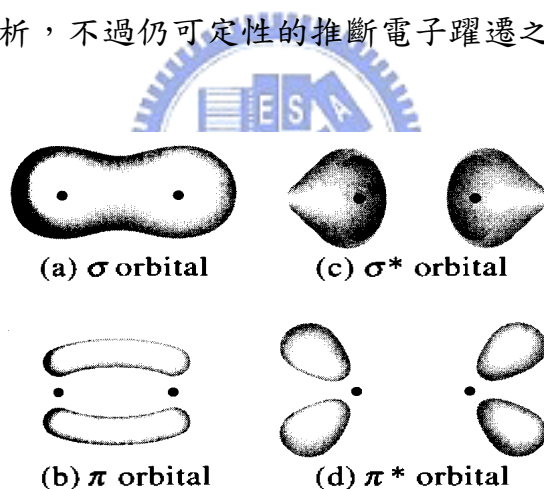 析，不過仍可定性的推斷電子躍遷之
ESA
(a) σ orbital
(c) σ* orbital
(b) π orbital
(d) π* orbital